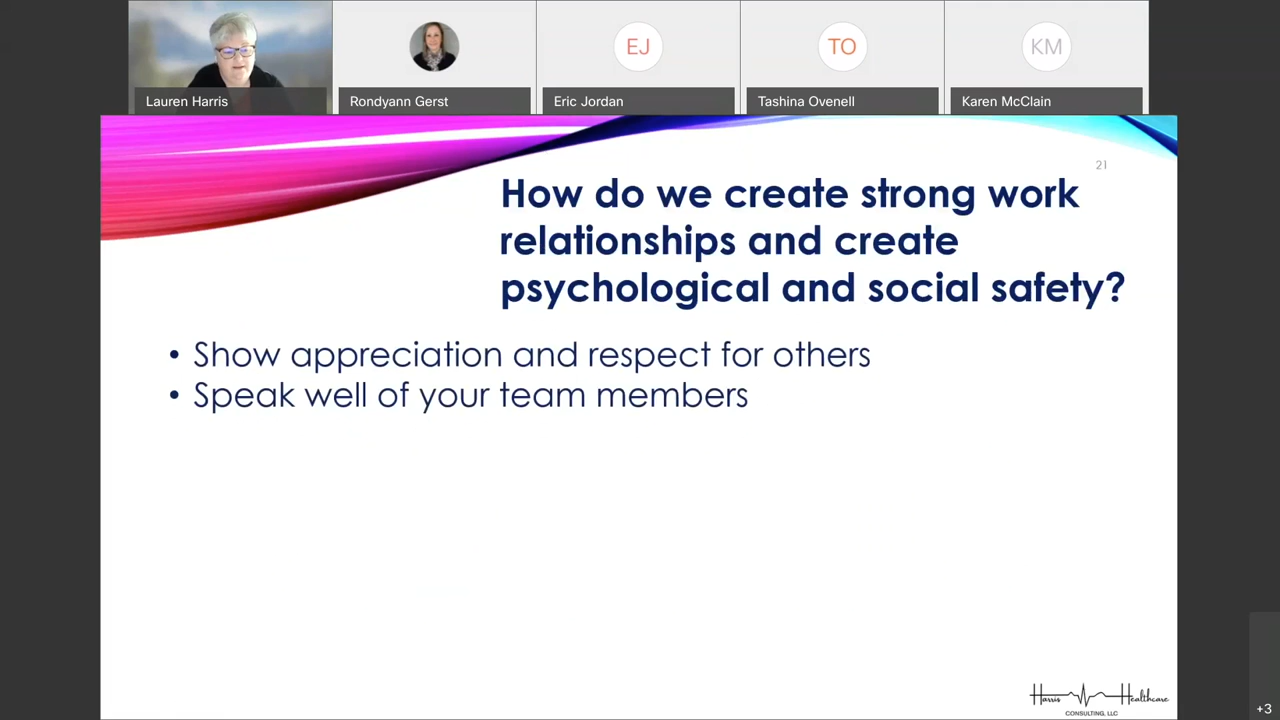 EJ
TO
KM
Lauren Harris
Rondyann Gerst
Eric Jordan
Tashina Ovenell
Karen McClain
21
How do we create strong work
relationships and create
psychological and social safety?
• Show appreciation and respect for others
• Speak well of your team members
Harris Healthcare
CONSULTING, LLC
+3